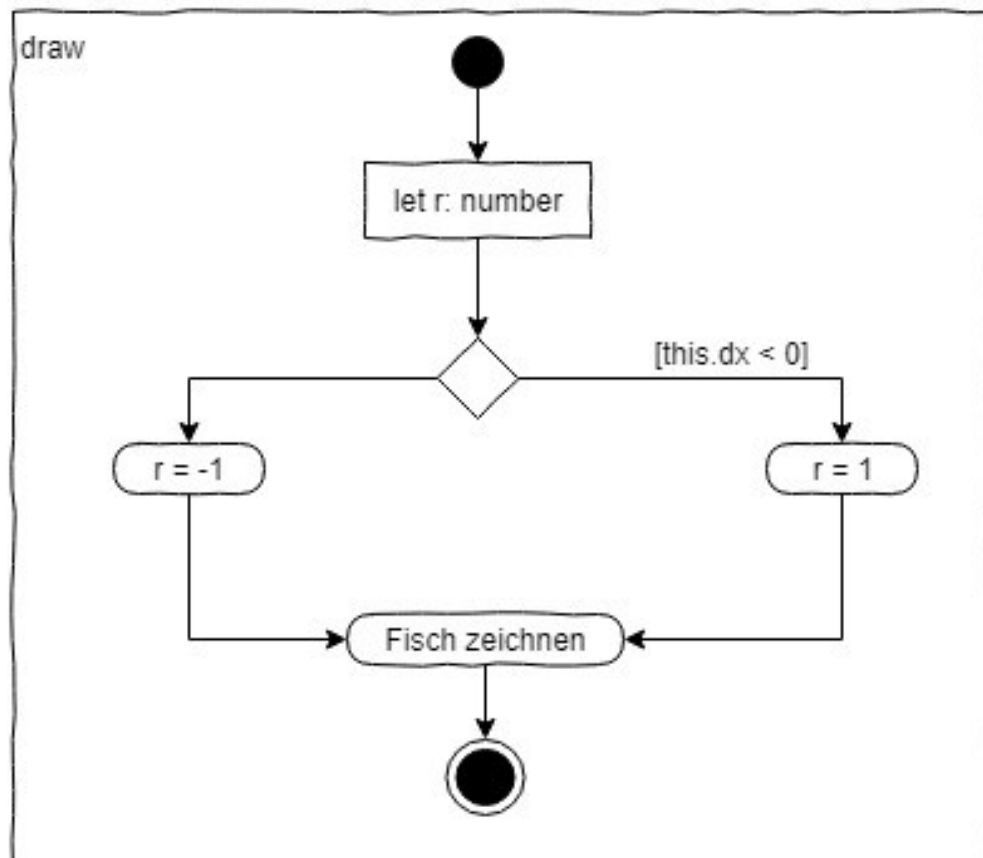 draw
let r: number
[this.dx < 0]
r = -1
r = 1
Fisch zeichnen